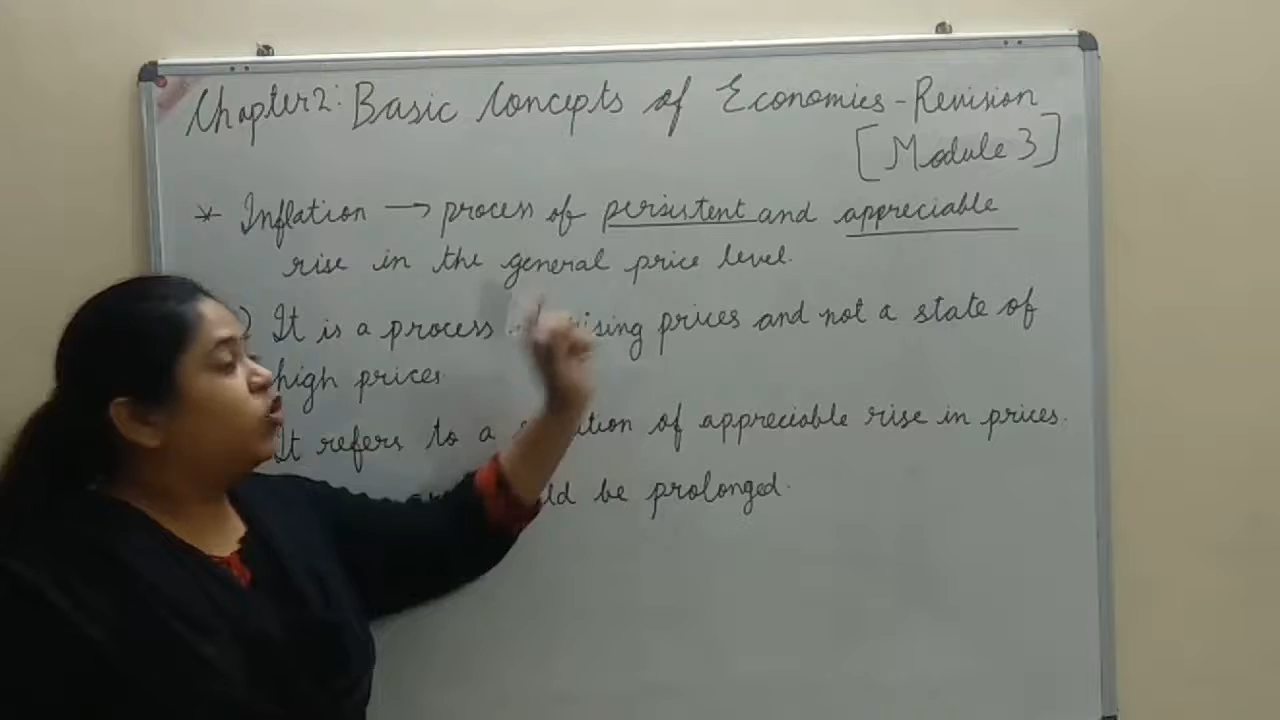 Chapter 2: Basic Concepts of Economics - Revision
[Module 3]
* Inflation → process of persistent and appreciable
rise in the general price level.
) It is a process rising prices and not a state of
high prices
It refers to a of appreciable rise in prices.
be prolonged.